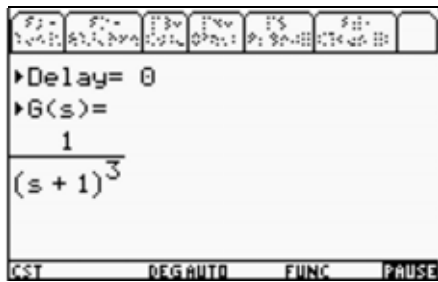 ▸Delay= 0
▸G(s)=
1
(s + 1)³
CST DEG AUTO FUNC PAUSE